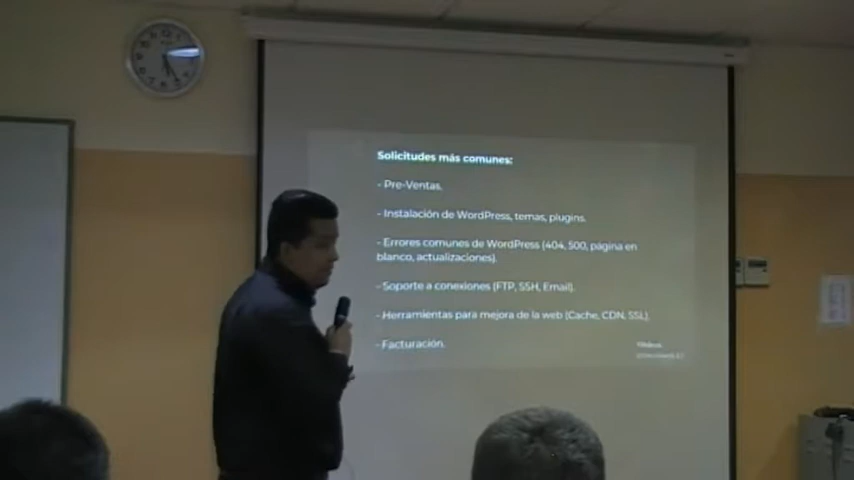 Solicitudes más comunes:
- Pre-Ventas.
- Instalación de WordPress, temas, plugins.
- Errores comunes de WordPress (404, 500, página en
blanco, actualizaciones).
- Soporte a conexiones (FTP, SSH, Email).
- Herramientas para mejora de la web (Cache, CDN, SSL).
- Facturación.